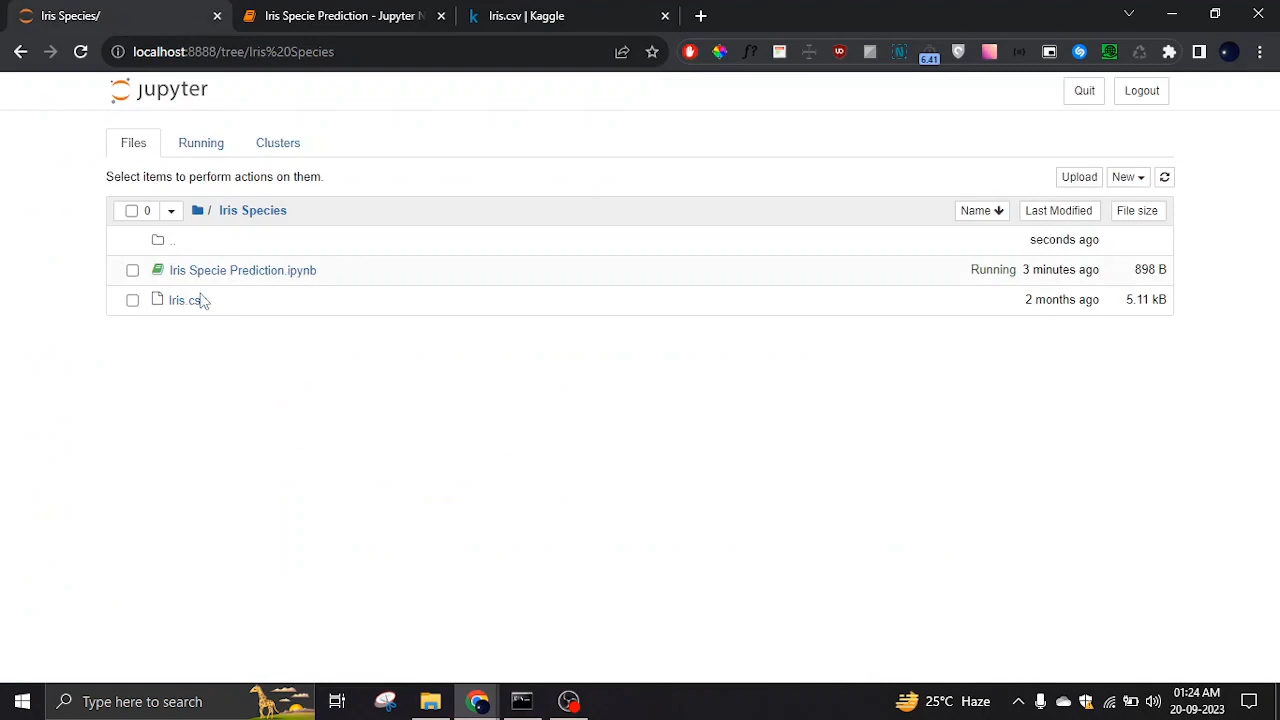 Iris Species/
Iris Specie Prediction - Jupyter N
Iris.csv | Kaggle
localhost:8888/tree/Iris%20Species
6.41
jupyter
Quit
Logout
Files
Running
Clusters
Select items to perform actions on them.
Upload
New
0
/ Iris Species
Name
Last Modified
File size
..
seconds ago
Iris Specie Prediction.ipynb
Running 3 minutes ago
898 B
Iris.cs
2 months ago
5.11 kB
Type here to search
25°C Haze
01:24 AM
20-09-2023